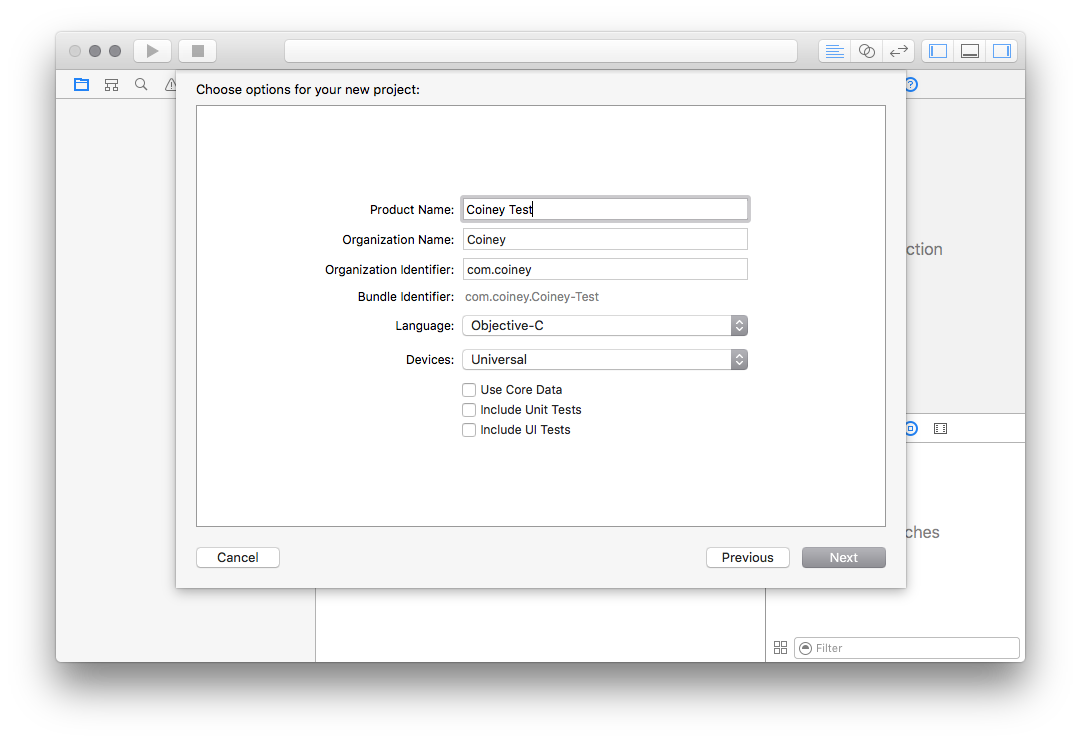 Choose options for your new project:
Product Name: Coiney Test
Organization Name: Coiney
Organization Identifier: com.coiney
Bundle Identifier: com.coiney.Coiney-Test
Language: Objective-C
Devices: Universal
Use Core Data
Include Unit Tests
Include UI Tests
ction
ches
Cancel Previous Next
Filter